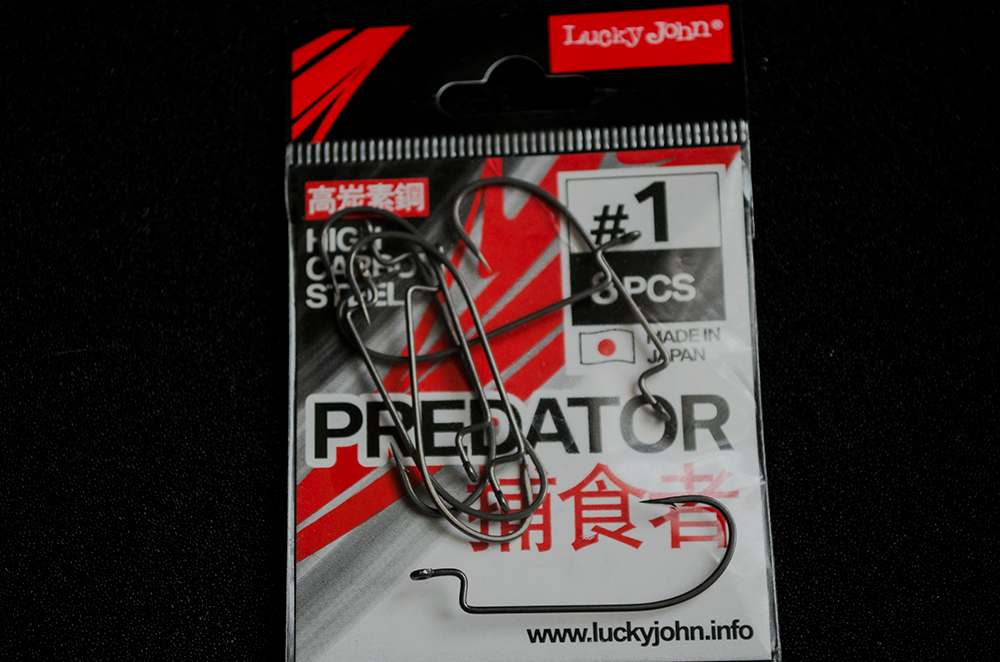 Lucky John®
高炭素鋼
HIGH
CARBON
STEEL
#1
8 PCS
MADE IN
JAPAN
PREDATOR
捕食者
www.luckyjohn.info